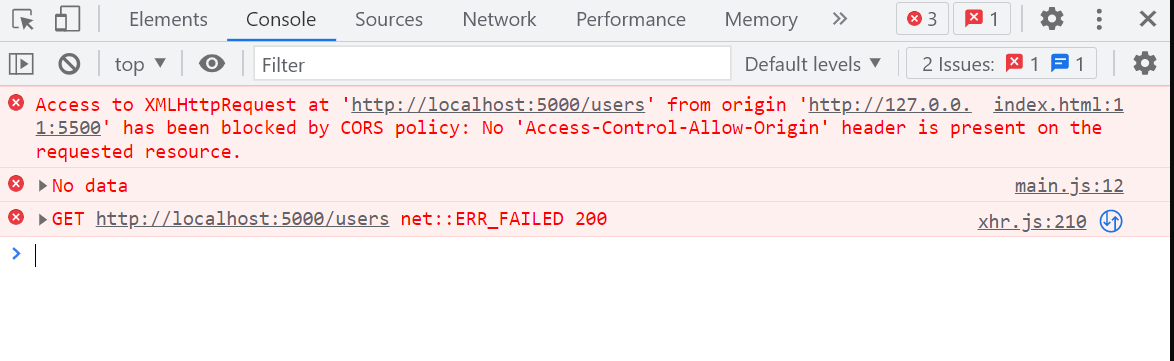 Elements Console Sources Network Performance Memory 3 1
top Filter Default levels 2 Issues: 1 1
Access to XMLHttpRequest at 'http://localhost:5000/users' from origin 'http://127.0.0. index.html:1
1:5500' has been blocked by CORS policy: No 'Access-Control-Allow-Origin' header is present on the
requested resource.
No data main.js:12
GET http://localhost:5000/users net::ERR_FAILED 200 xhr.js:210